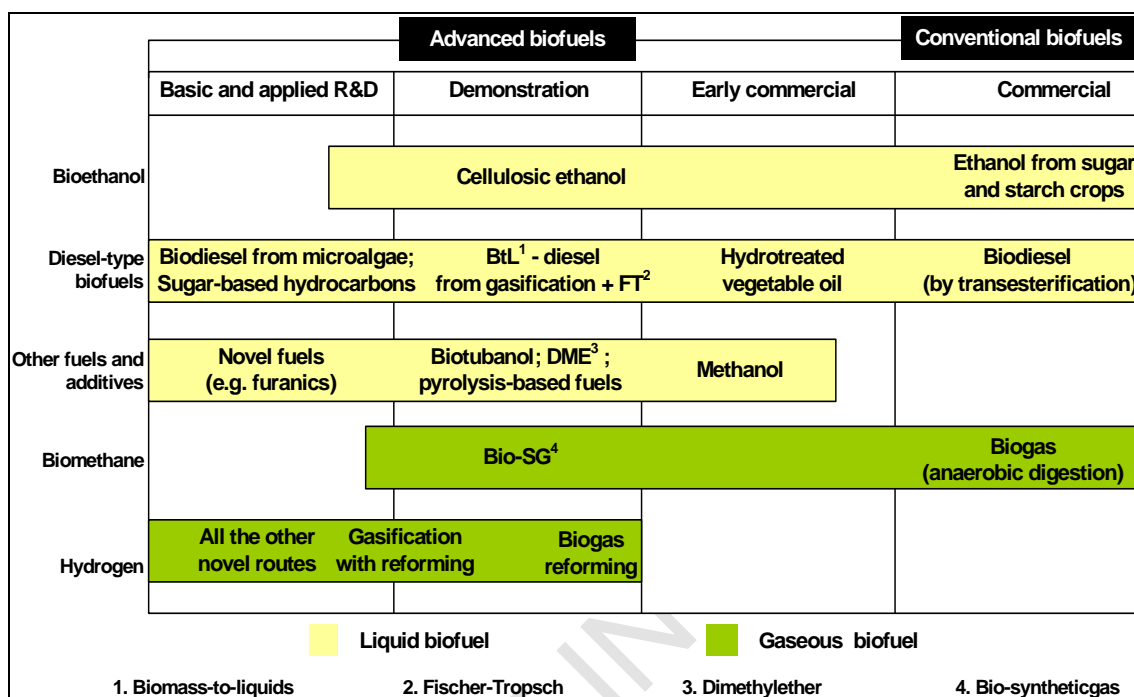 Advanced biofuels
Conventional biofuels
Basic and applied R&D
Demonstration
Early commercial
Commercial
Bioethanol
Cellulosic ethanol
Ethanol from sugar
and starch crops
Diesel-type
biofuels
Biodiesel from microalgae;
Sugar-based hydrocarbons
BtL¹ - diesel
from gasification + FT²
Hydrotreated
vegetable oil
Biodiesel
(by transesterification)
Other fuels and
additives
Novel fuels
(e.g. furanics)
Biotubanol; DME³ ;
pyrolysis-based fuels
Methanol
Biomethane
Bio-SG⁴
Biogas
(anaerobic digestion)
Hydrogen
All the other
novel routes
Gasification
with reforming
Biogas
reforming
Liquid biofuel
Gaseous biofuel
1. Biomass-to-liquids
2. Fischer-Tropsch
3. Dimethylether
4. Bio-syntheticgas